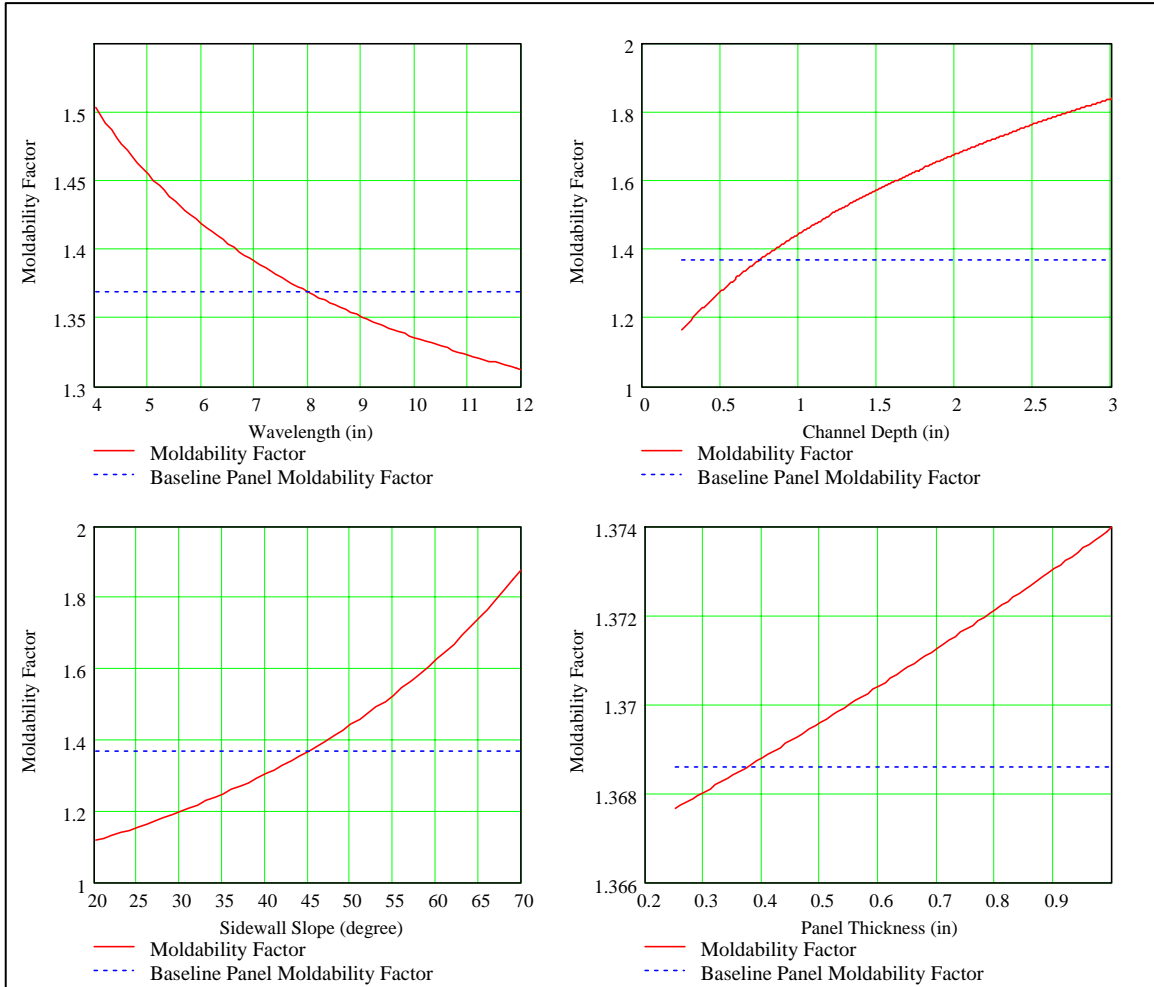 1.5
1.45
1.4
1.35
1.3
Moldability Factor
4 5 6 7 8 9 10 11 12
Wavelength (in)
Moldability Factor
Baseline Panel Moldability Factor
2
1.8
1.6
1.4
1.2
1
Moldability Factor
0 0.5 1 1.5 2 2.5 3
Channel Depth (in)
Moldability Factor
Baseline Panel Moldability Factor
2
1.8
1.6
1.4
1.2
1
Moldability Factor
20 25 30 35 40 45 50 55 60 65 70
Sidewall Slope (degree)
Moldability Factor
Baseline Panel Moldability Factor
1.374
1.372
1.37
1.368
1.366
Moldability Factor
0.2 0.3 0.4 0.5 0.6 0.7 0.8 0.9
Panel Thickness (in)
Moldability Factor
Baseline Panel Moldability Factor